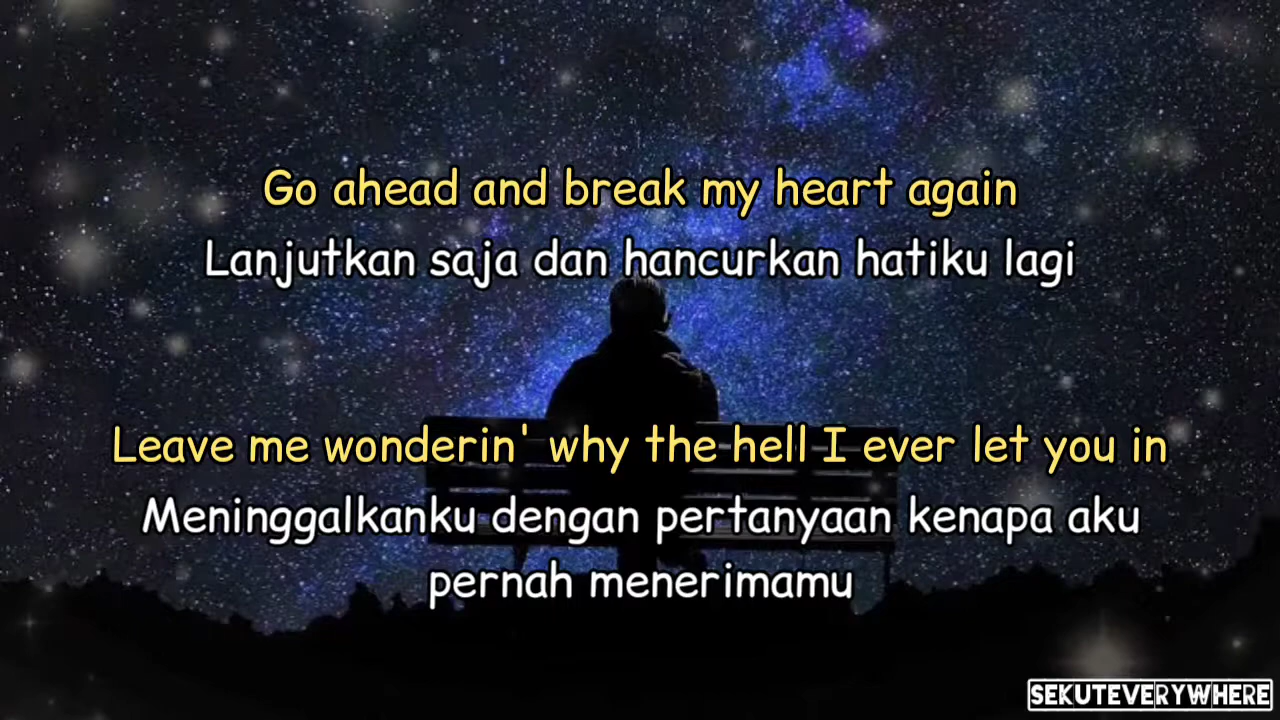 Go ahead and break my heart again
Lanjutkan saja dan hancurkan hatiku lagi
Leave me wonderin' why the hell I ever let you in
Meninggalkanku dengan pertanyaan kenapa aku
pernah menerimamu
SEKUTEVERYWHERE